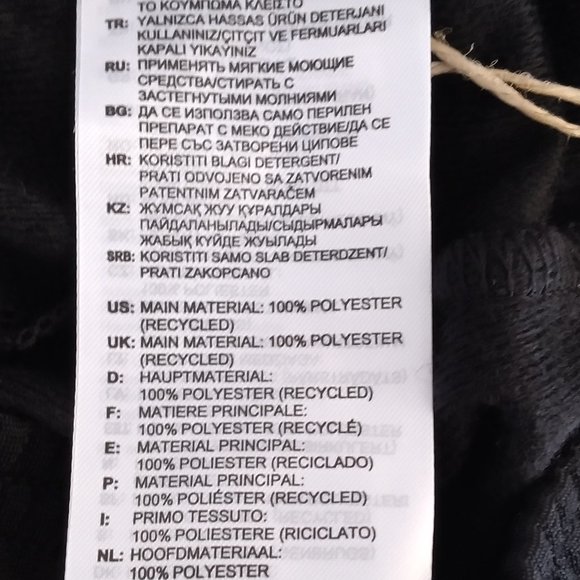 ΤΟ ΚΟΥΜΠΩΜΑ ΚΛΕΙΣΤΟ
TR: YALNIZCA HASSAS ÜRÜN DETERJANI
KULLANINIZ/ÇITÇIT VE FERMUARLARI
KAPALI YIKAYINIZ
RU: ПРИМЕНЯТЬ МЯГКИЕ МОЮЩИЕ
СРЕДСТВА/СТИРАТЬ С
ЗАСТЕГНУТЫМИ МОЛНИЯМИ
BG: ДА СЕ ИЗПОЛЗВА САМО ПЕРИЛЕН
ПРЕПАРАТ С МЕКО ДЕЙСТВИЕ/ДА СЕ
ПЕРЕ СЪС ЗАТВОРЕНИ ЦИПОВЕ
HR: KORISTITI BLAGI DETERGENT/
PRATI ODVOJENO SA ZATVORENIM
PATENTNIM ZATVARAČEM
KZ: ЖҰМСАҚ ЖУУ ҚҰРАЛДАРЫ
ПАЙДАЛАНЫЛАДЫ/СЫДЫРМАЛАРЫ
ЖАБЫҚ КҮЙДЕ ЖУЫЛАДЫ
SRB: KORISTITI SAMO SLAB DETERDZENT/
PRATI ZAKOPCANO
US: MAIN MATERIAL: 100% POLYESTER
(RECYCLED)
UK: MAIN MATERIAL: 100% POLYESTER
(RECYCLED)
D: HAUPTMATERIAL:
100% POLYESTER (RECYCLED)
F: MATIERE PRINCIPALE:
100% POLYESTER (RECYCLÉ)
E: MATERIAL PRINCIPAL:
100% POLIESTER (RECICLADO)
P: MATERIAL PRINCIPAL:
100% POLIÉSTER (RECYCLED)
I: PRIMO TESSUTO:
100% POLIESTERE (RICICLATO)
NL: HOOFDMATERIAAL:
100% POLYESTER